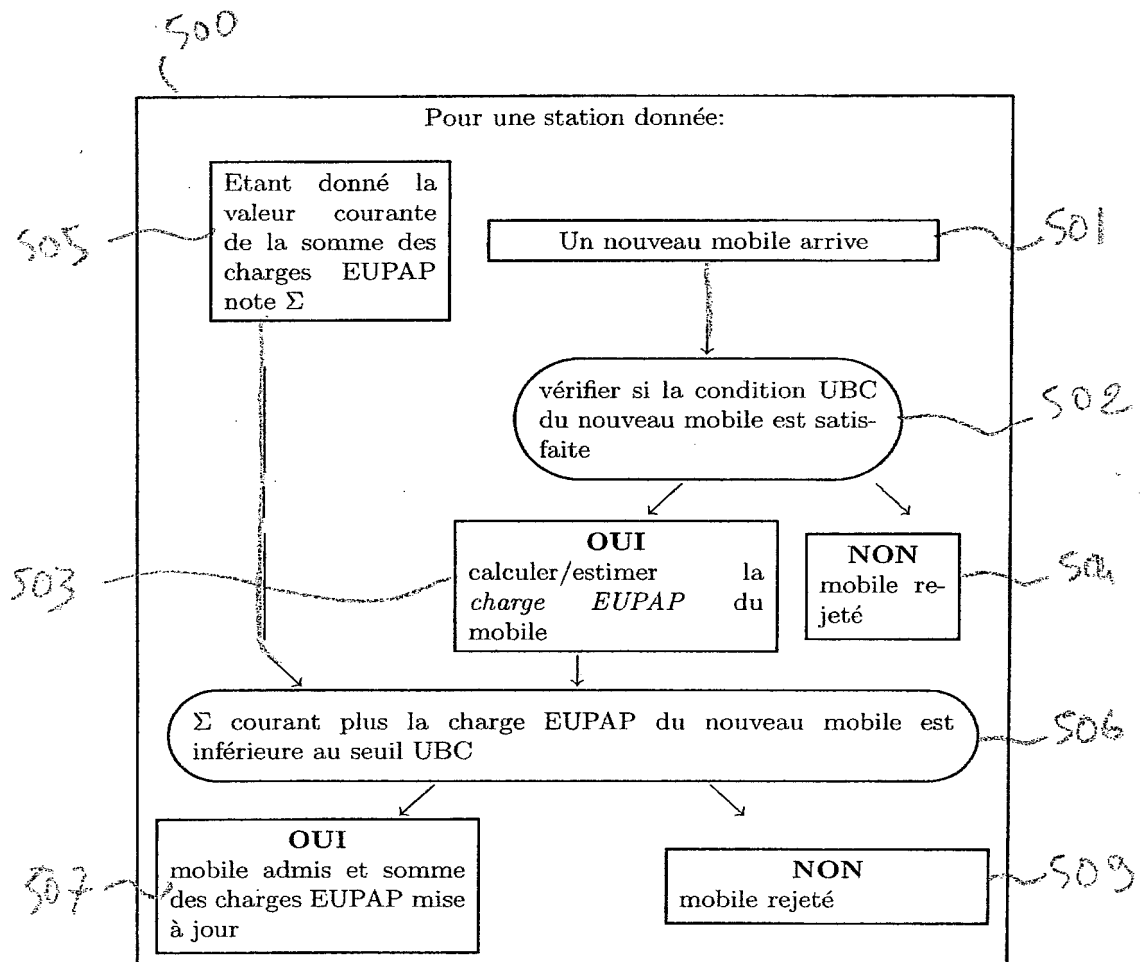 500
Pour une station donnée:
Etant donné la
valeur courante
de la somme des
charges EUPAP
note Σ
505
Un nouveau mobile arrive
501
vérifier si la condition UBC
du nouveau mobile est satis-
faite
502
OUI
calculer/estimer la
charge EUPAP du
mobile
503
NON
mobile re-
jeté
504
Σ courant plus la charge EUPAP du nouveau mobile est
inférieure au seuil UBC
506
OUI
mobile admis et somme
des charges EUPAP mise
à jour
507
NON
mobile rejeté
509